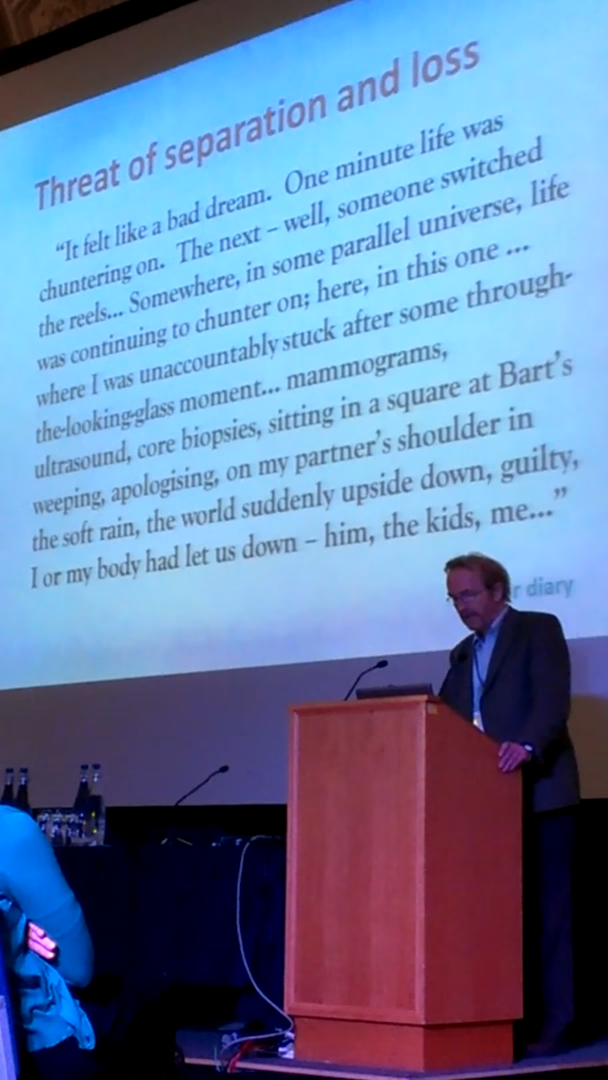 Threat of separation and loss
“It felt like a bad dream. One minute life was
chuntering on. The next – well, someone switched
the reels... Somewhere, in some parallel universe, life
was continuing to chunter on; here, in this one ...
where I was unaccountably stuck after some through-
the-looking-glass moment... mammograms,
ultrasound, core biopsies, sitting in a square at Bart’s
weeping, apologising, on my partner’s shoulder in
the soft rain, the world suddenly upside down, guilty,
I or my body had let us down – him, the kids, me...”
diary